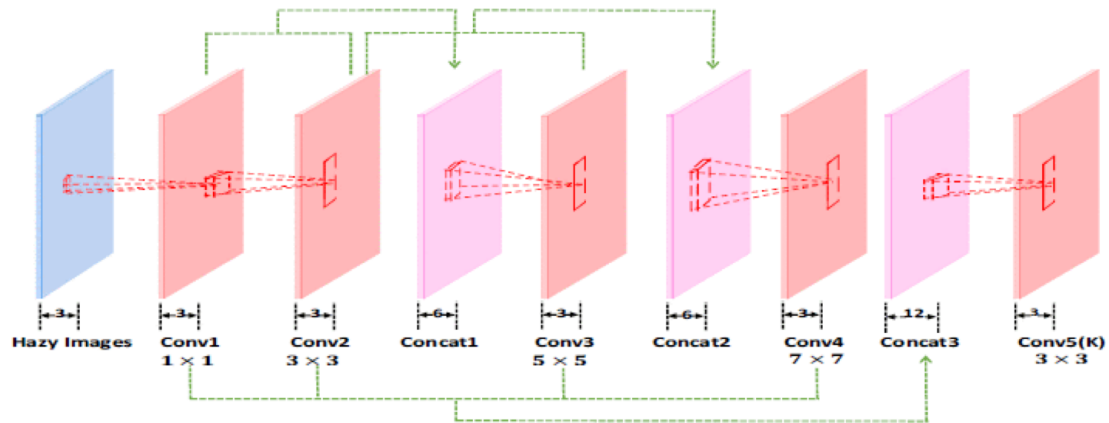 3 3 3 6 3 6 3 12 3
Hazy Images Conv1 Conv2 Concat1 Conv3 Concat2 Conv4 Concat3 Conv5(K)
1 × 1 3 × 3 5 × 5 7 × 7 3 × 3